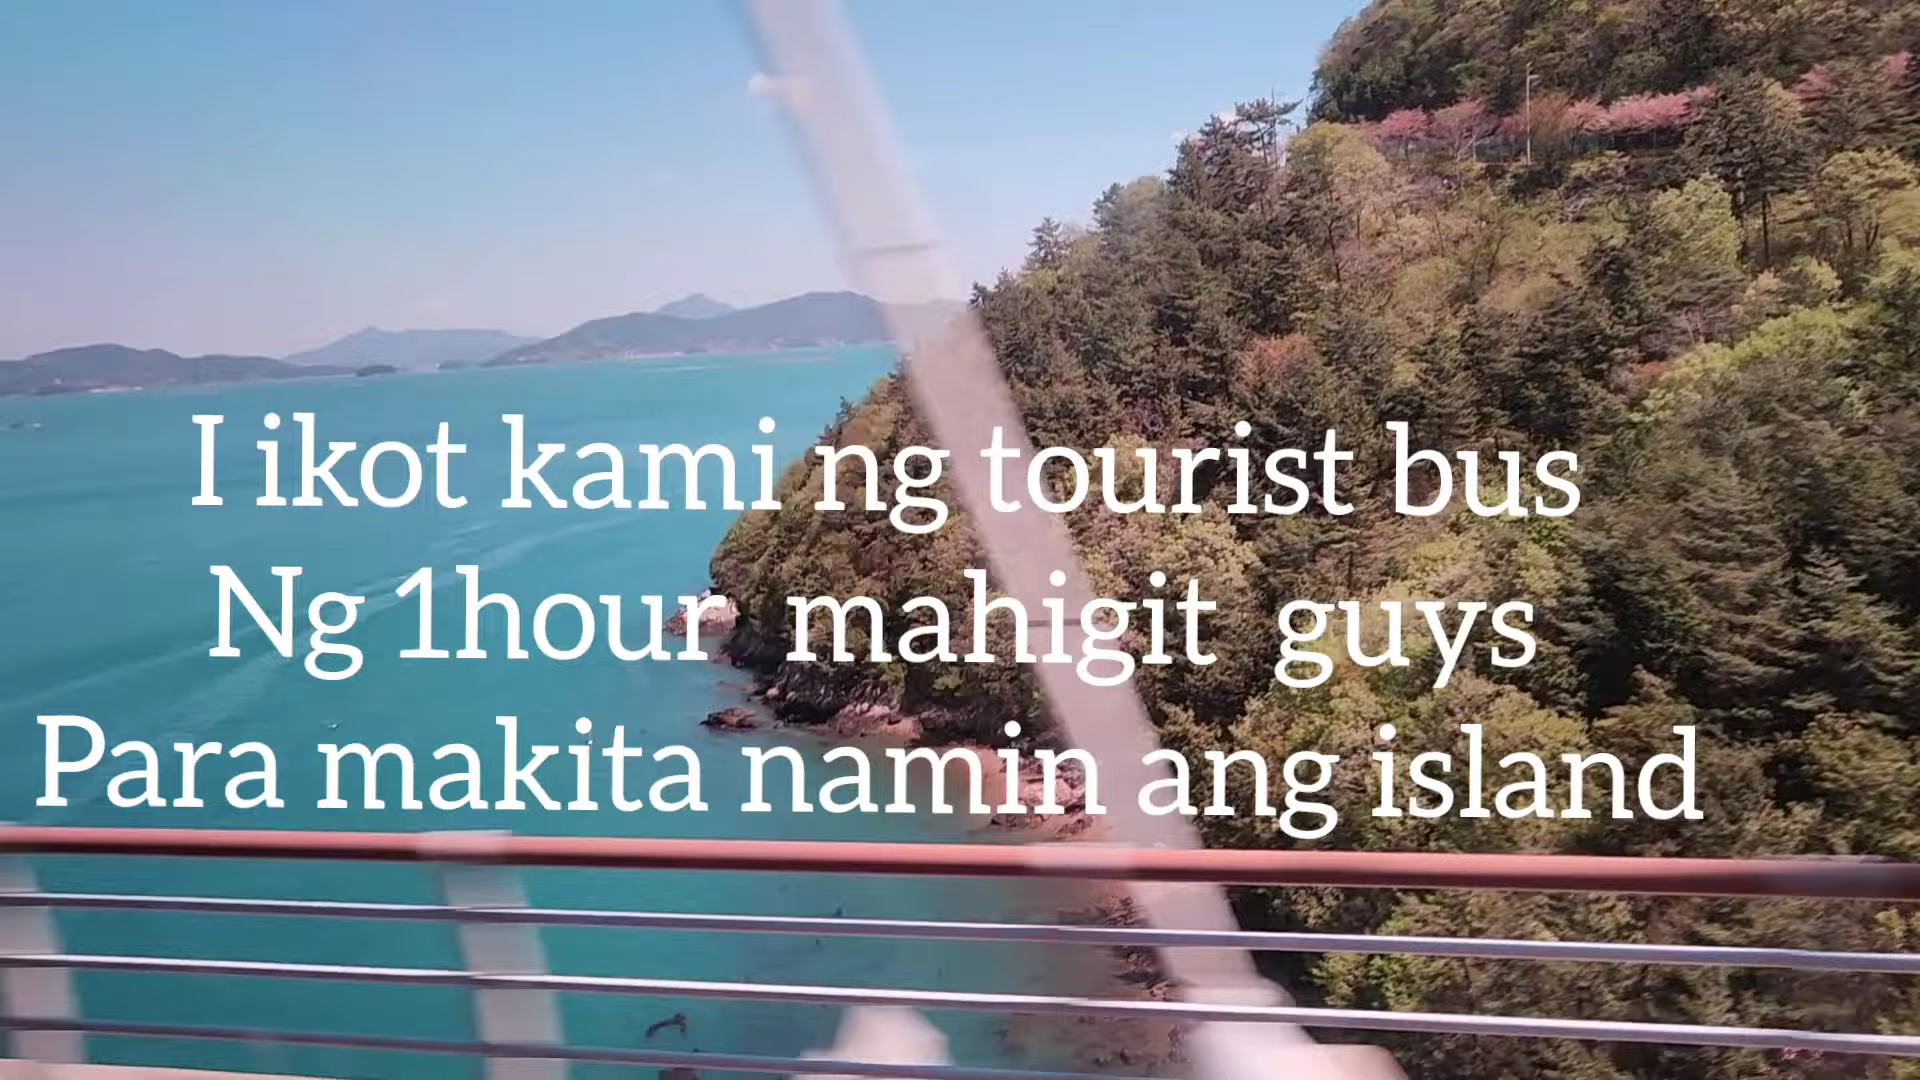 I ikot kami ng tourist bus
Ng 1hour mahigit guys
Para makita namin ang island